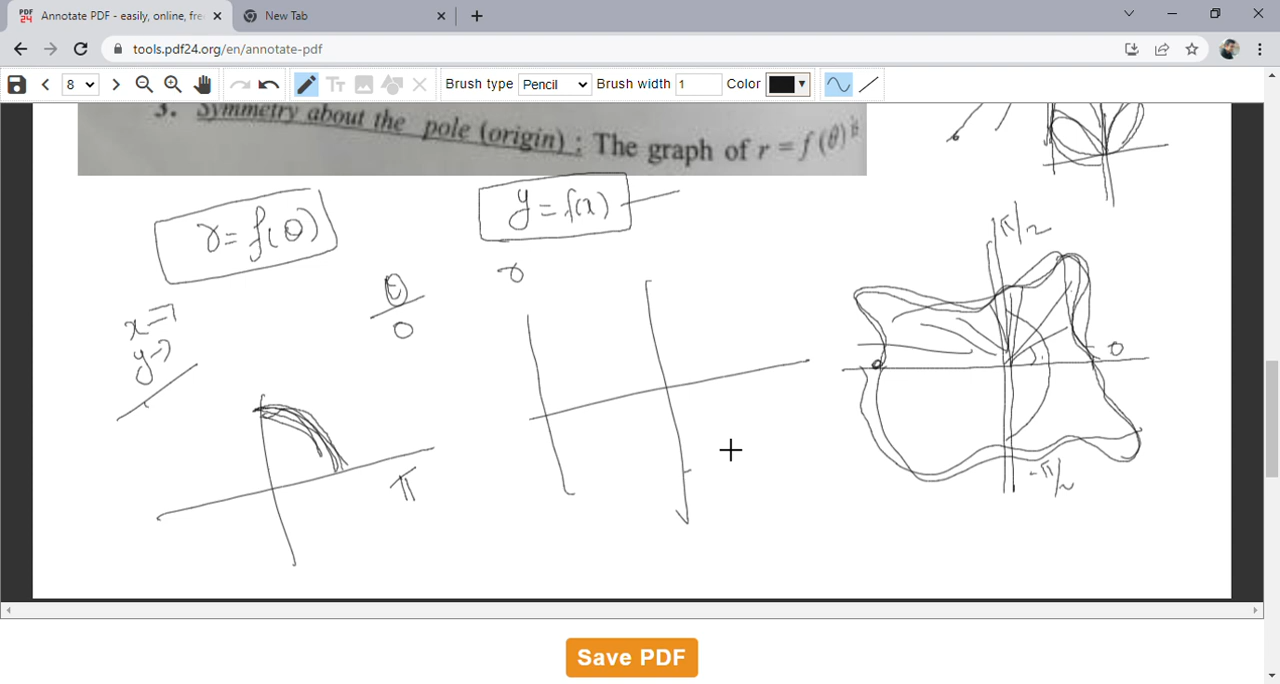 Annotate PDF - easily, online, fre
New Tab
tools.pdf24.org/en/annotate-pdf
8
Brush type Pencil Brush width 1 Color
3. Symmetry about the pole (origin) : The graph of r = f(θ)
r = f(θ)
y = f(x)
π/2
θ
0
r
x =
y =
0
π
-π/2
Save PDF